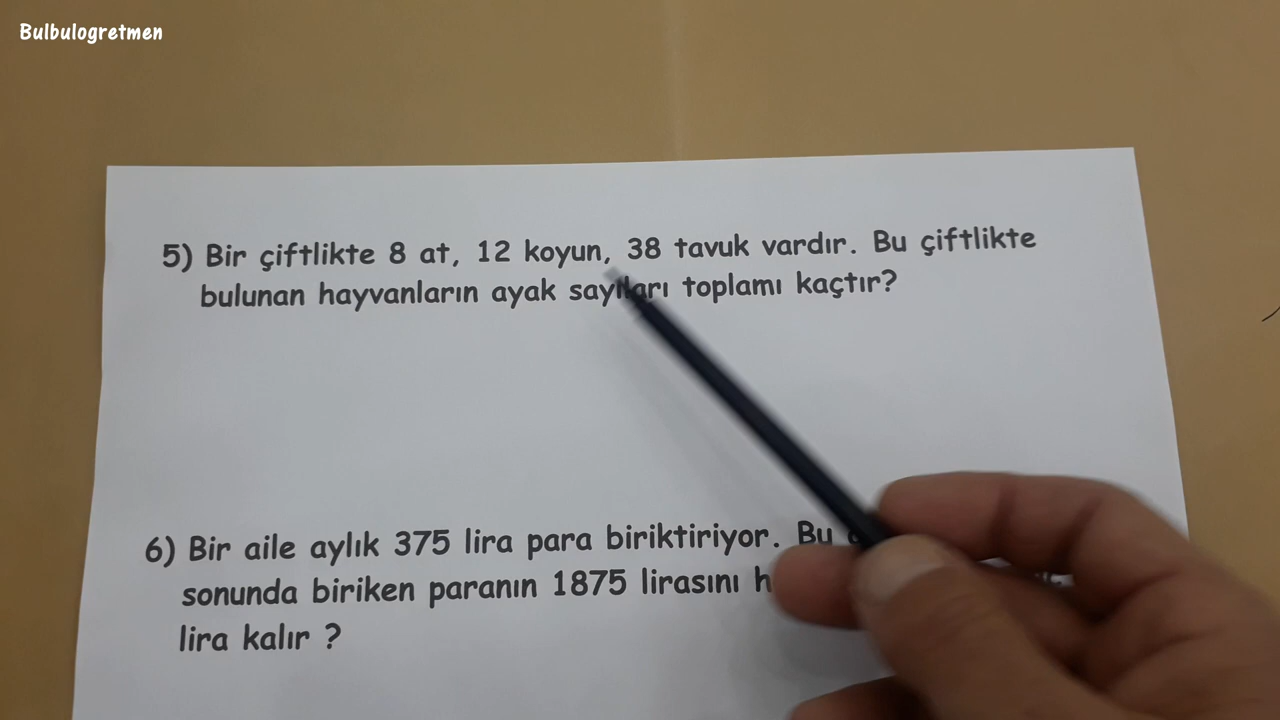 Bulbulogretmen
5) Bir çiftlikte 8 at, 12 koyun, 38 tavuk vardır. Bu çiftlikte
bulunan hayvanların ayak sayıları toplamı kaçtır?
6) Bir aile aylık 375 lira para biriktiriyor. Bu
sonunda biriken paranın 1875 lirasını
lira kalır ?